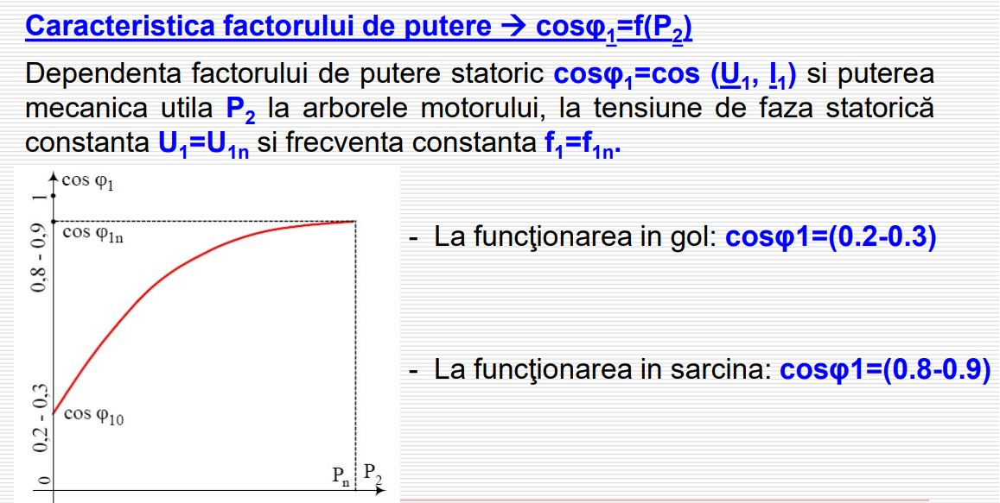 Caracteristica factorului de putere → cosφ₁=f(P₂)
Dependenta factorului de putere statoric cosφ₁=cos (U₁, I₁) si puterea
mecanica utila P₂ la arborele motorului, la tensiune de faza statorică
constanta U₁=U₁ₙ si frecventa constanta f₁=f₁ₙ.
cos φ₁
1
cos φ₁ₙ
0,8 - 0,9
cos φ₁₀
0,2 - 0,3
0
Pₙ
P₂
- La funcţionarea in gol: cosφ1=(0.2-0.3)
- La funcţionarea in sarcina: cosφ1=(0.8-0.9)